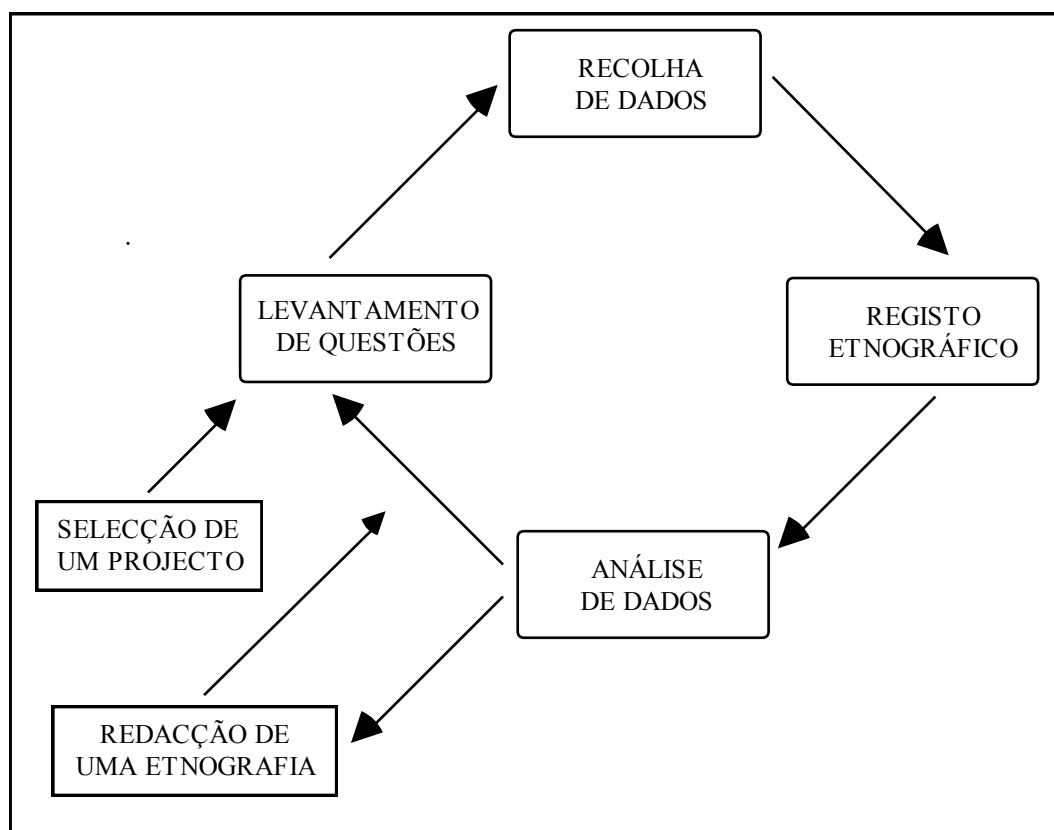 RECOLHA
DE DADOS
LEVANTAMENTO
DE QUESTÕES
REGISTO
ETNOGRÁFICO
SELECÇÃO DE
UM PROJECTO
ANÁLISE
DE DADOS
REDACÇÃO DE
UMA ETNOGRAFIA